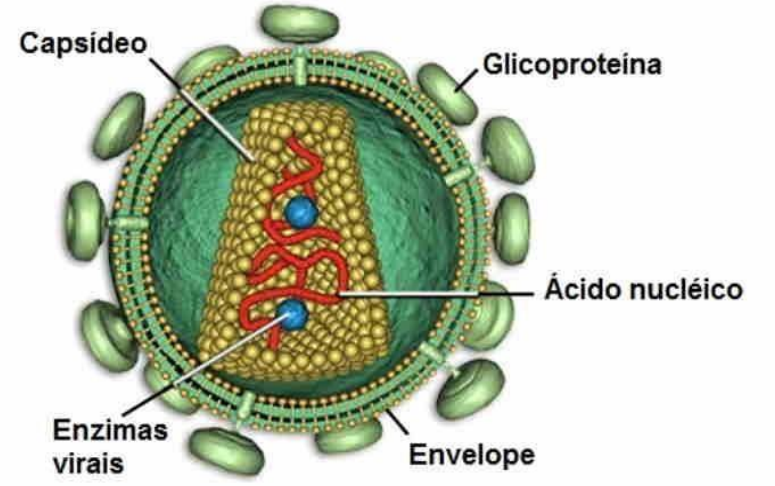 Capsídeo
Glicoproteína
Ácido nucléico
Enzimas
virais
Envelope